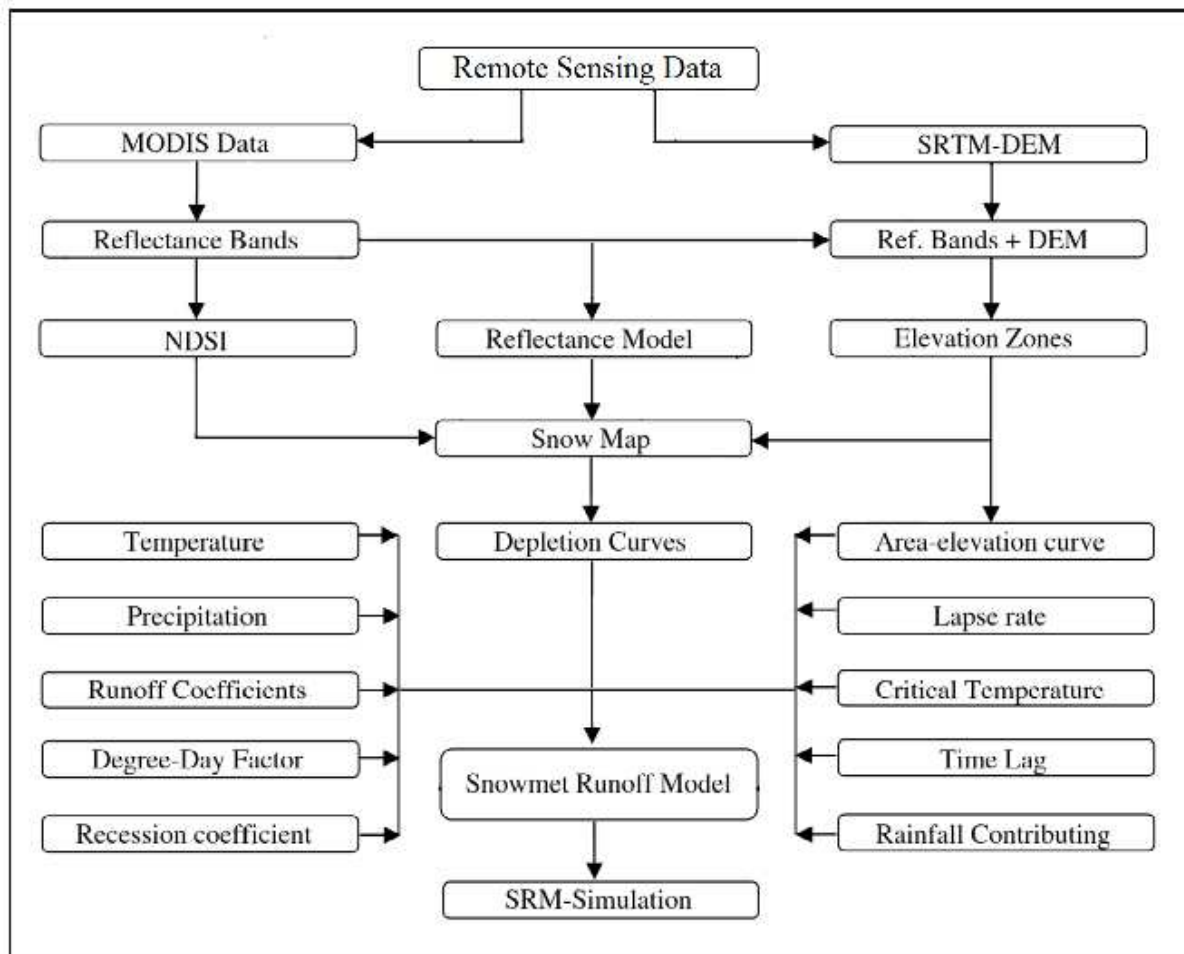 Remote Sensing Data
MODIS Data
SRTM-DEM
Reflectance Bands
Ref. Bands + DEM
NDSI
Reflectance Model
Elevation Zones
Snow Map
Temperature
Depletion Curves
Area-elevation curve
Precipitation
Lapse rate
Runoff Coefficients
Critical Temperature
Degree-Day Factor
Snowmet Runoff Model
Time Lag
Recession coefficient
Rainfall Contributing
SRM-Simulation